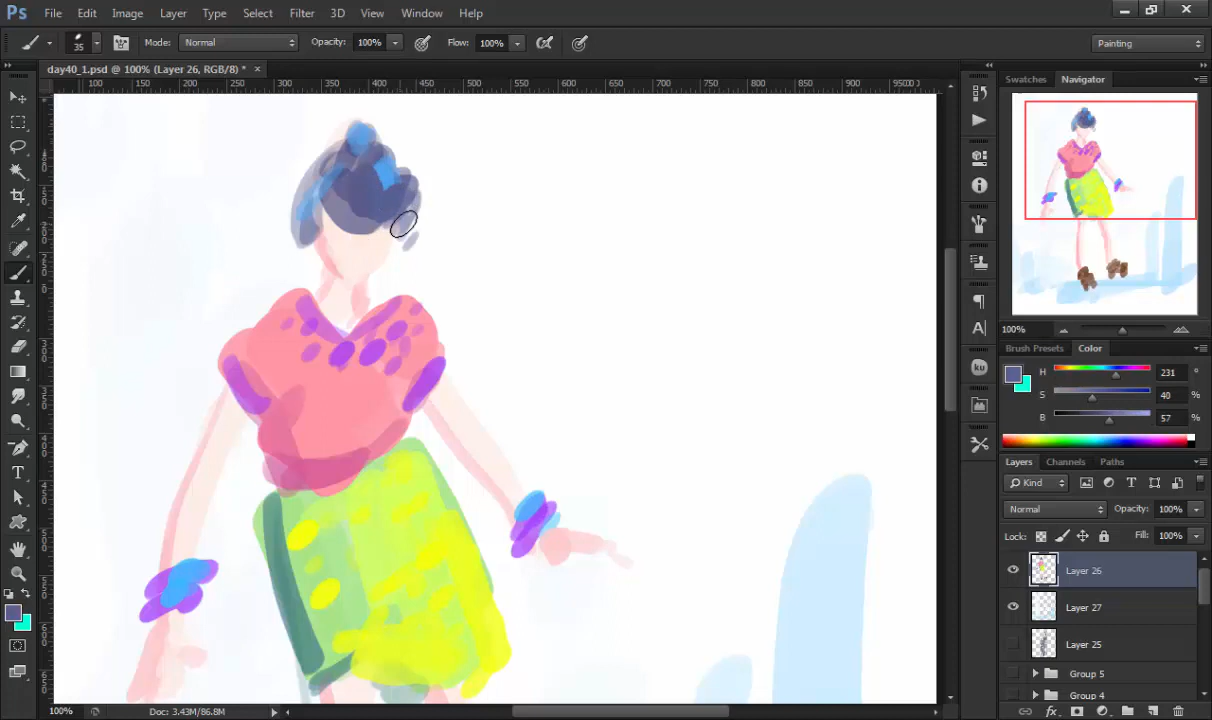 Ps File Edit Image Layer Type Select Filter 3D View Window Help
35 Mode: Normal Opacity: 100% Flow: 100% Painting
day40_1.psd @ 100% (Layer 26, RGB/8) * ×
100 150 200 250 300 350 400 450 500 550 600 650 700 750 800 850 900
Swatches Navigator
100%
Brush Presets Color
H 231 °
S 40 %
B 57 %
Layers Channels Paths
Kind
Normal Opacity: 100%
Lock: Fill: 100%
Layer 26
Layer 27
Layer 25
Group 5
Group 4
100% Doc: 3.43M/86.8M